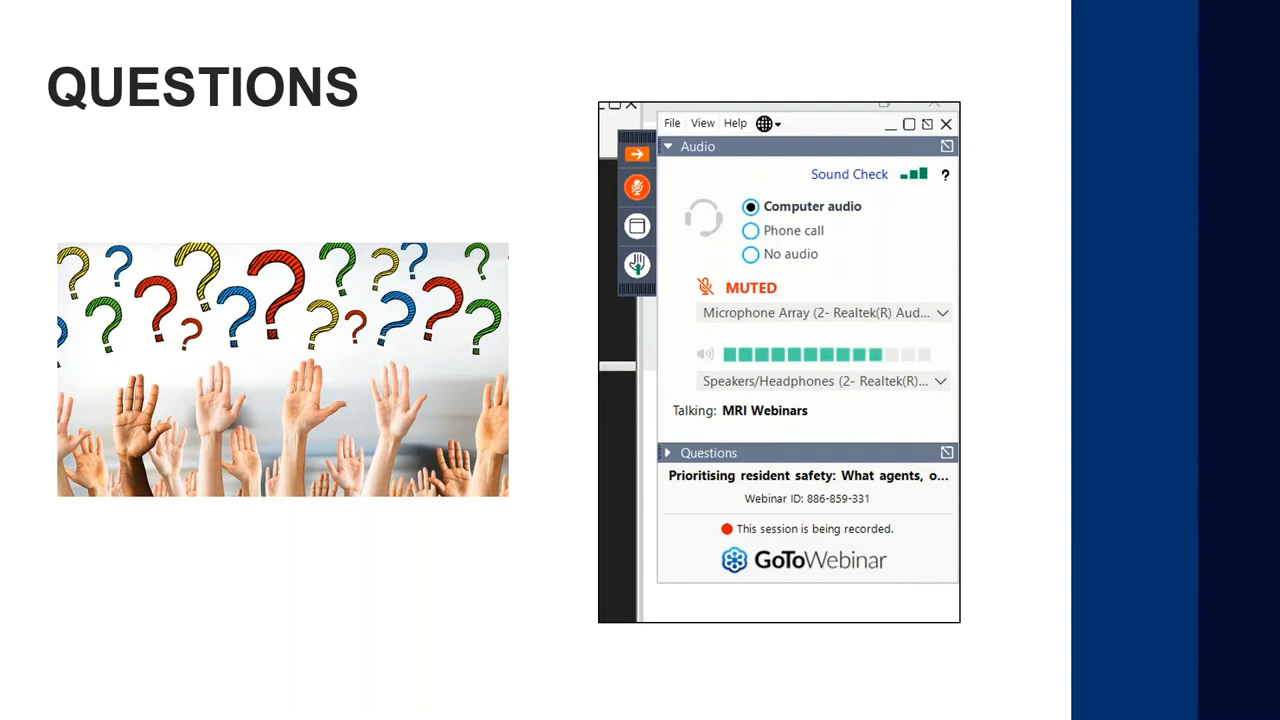 QUESTIONS
File View Help
Audio
Sound Check ?
Computer audio
Phone call
No audio
MUTED
Microphone Array (2- Realtek(R) Aud...
Speakers/Headphones (2- Realtek(R)...
Talking: MRI Webinars
Questions
Prioritising resident safety: What agents, o...
Webinar ID: 886-859-331
This session is being recorded.
GoToWebinar